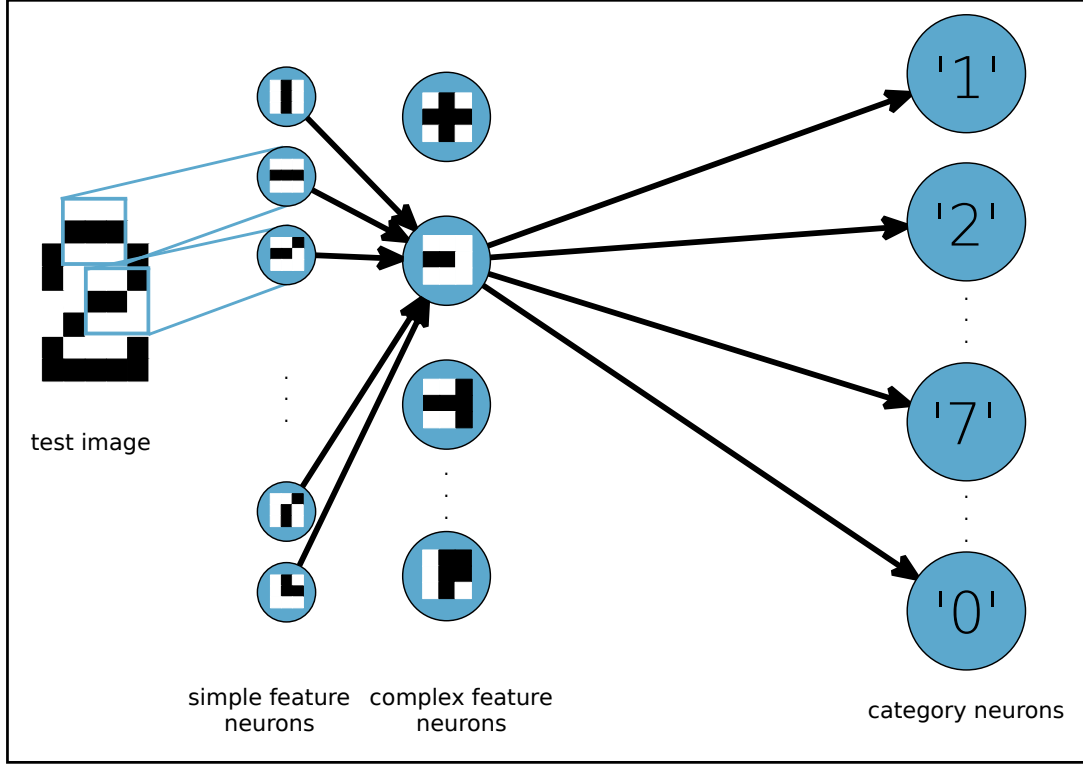 '1'
'2'
'7'
'0'
test image
simple feature
neurons
complex feature
neurons
category neurons